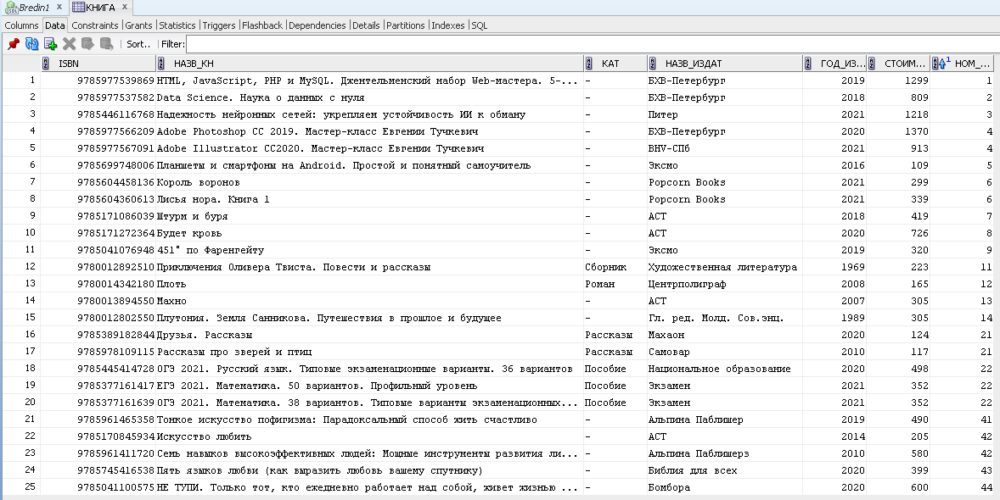 Bredin1 x КНИГА x
Columns Data Constraints Grants Statistics Triggers Flashback Dependencies Details Partitions Indexes SQL
Sort.. Filter:
ISBN НАЗВ_КН КАТ НАЗВ_ИЗДАТ ГОД_ИЗ... СТОИМ... 1 НОМ_...
1 9785977539869 HTML, JavaScript, PHP и MySQL. Джентельменский набор Web-мастера. 5-... - БХВ-Петербург 2019 1299 1
2 9785977537582 Data Science. Наука о данных с нуля - БХВ-Петербург 2018 809 2
3 9785446116768 Надежность нейронных сетей: укрепляем устойчивость ИИ к обману - Питер 2021 1218 3
4 9785977566209 Adobe Photoshop CC 2019. Мастер-класс Евгении Тучкевич - БХВ-Петербург 2020 1370 4
5 9785977567091 Adobe Illustrator CC2020. Мастер-класс Евгении Тучкевич - BHV-СПб 2021 913 4
6 9785699748006 Планшеты и смартфоны на Android. Простой и понятный самоучитель - Эксмо 2016 109 5
7 9785604458136 Король воронов - Popcorn Books 2021 299 6
8 9785604360613 Лисья нора. Книга 1 - Popcorn Books 2021 339 6
9 9785171086039 Штурм и буря - АСТ 2018 419 7
10 9785171272364 Будет кровь - АСТ 2020 726 8
11 9785041076948 451° по Фаренгейту - Эксмо 2019 320 9
12 9780012892510 Приключения Оливера Твиста. Повести и рассказы Сборник Художественная литература 1969 223 11
13 9780014342180 Плоть Роман Центрполиграф 2008 165 12
14 9780013894550 Махно - АСТ 2007 305 13
15 9780012802550 Плутония. Земля Санникова. Путешествия в прошлое и будущее - Гл. ред. Молд. Сов.энц. 1989 305 14
16 9785389182844 Друзья. Рассказы Рассказы Махаон 2020 124 21
17 9785978109115 Рассказы про зверей и птиц Рассказы Самовар 2010 117 21
18 9785445414728 ОГЭ 2021. Русский язык. Типовые экзаменационные варианты. 36 вариантов Пособие Национальное образование 2020 498 22
19 9785377161417 ЕГЭ 2021. Математика. 50 вариантов. Профильный уровень Пособие Экзамен 2021 352 22
20 9785377161639 ОГЭ 2021. Математика. 38 вариантов. Типовые варианты экзаменационных... Пособие Экзамен 2021 352 22
21 9785961465358 Тонкое искусство пофигизма: Парадоксальный способ жить счастливо - Альпина Паблишер 2019 490 41
22 9785170845934 Искусство любить - АСТ 2014 205 42
23 9785961411720 Семь навыков высокоэффективных людей: Мощные инструменты развития ли... - Альпина Паблишерз 2010 580 42
24 9785745416538 Пять языков любви (как выразить любовь вашему спутнику) - Библия для всех 2020 399 43
25 9785041100575 НЕ ТУПИ. Только тот, кто ежедневно работает над собой, живет жизнью ... - Бомбора 2020 600 44